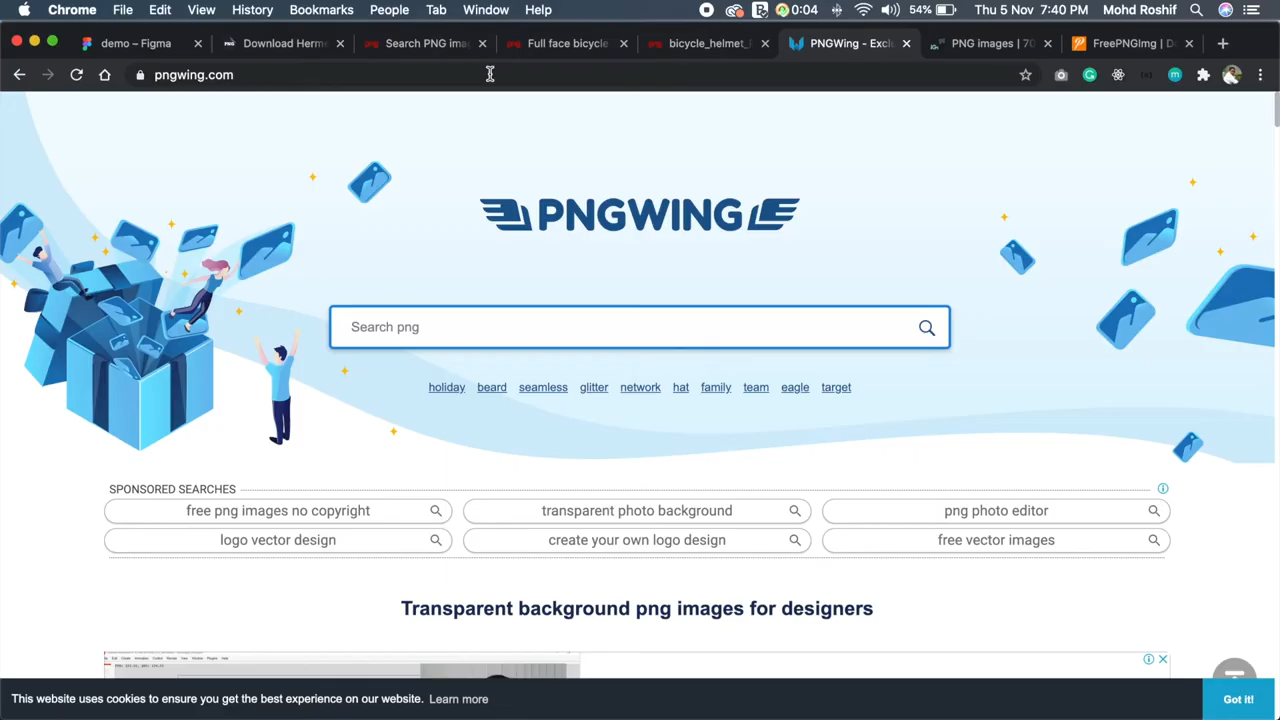 Chrome File Edit View History Bookmarks People Tab Window Help 0:04 54% Thu 5 Nov 7:40 PM Mohd Roshif
demo – Figma Download Herme Search PNG ima Full face bicycle bicycle_helmet_ PNGWing - Excl PNG images | 70 FreePNGImg | Do
pngwing.com
PNGWING
Search png
holiday beard seamless glitter network hat family team eagle target
SPONSORED SEARCHES
free png images no copyright transparent photo background png photo editor
logo vector design create your own logo design free vector images
Transparent background png images for designers
This website uses cookies to ensure you get the best experience on our website. Learn more Got it!